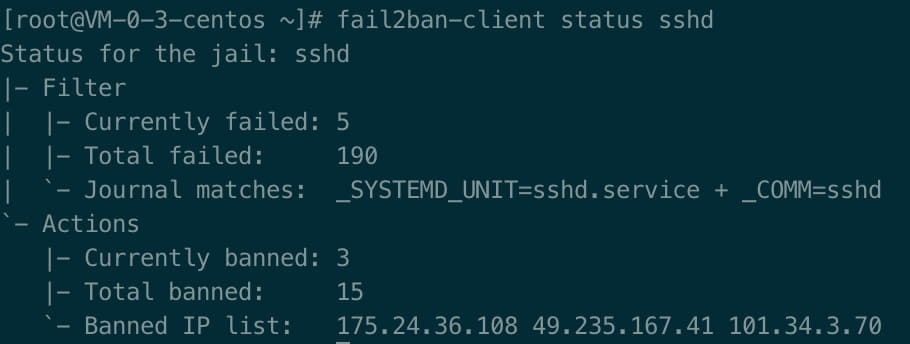 [root@VM-0-3-centos ~]# fail2ban-client status sshd
Status for the jail: sshd
|- Filter
|  |- Currently failed: 5
|  |- Total failed:     190
|  `- Journal matches:  _SYSTEMD_UNIT=sshd.service + _COMM=sshd
`- Actions
   |- Currently banned: 3
   |- Total banned:     15
   `- Banned IP list:   175.24.36.108 49.235.167.41 101.34.3.70